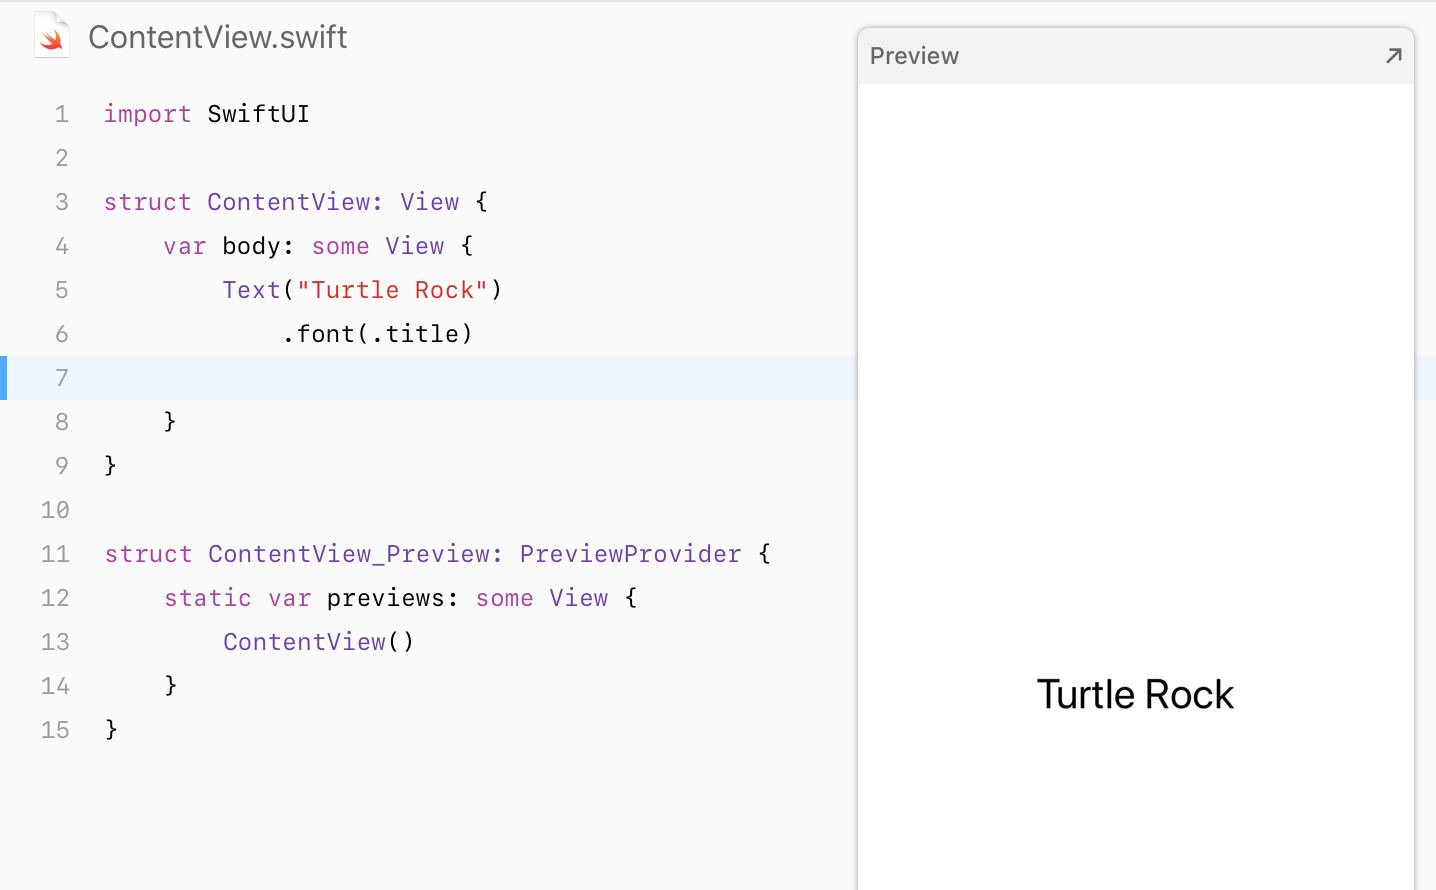 ContentView.swift
Preview
1 import SwiftUI
2
3 struct ContentView: View {
4     var body: some View {
5         Text("Turtle Rock")
6             .font(.title)
7
8     }
9 }
10
11 struct ContentView_Preview: PreviewProvider {
12     static var previews: some View {
13         ContentView()
14     }
15 }
Turtle Rock